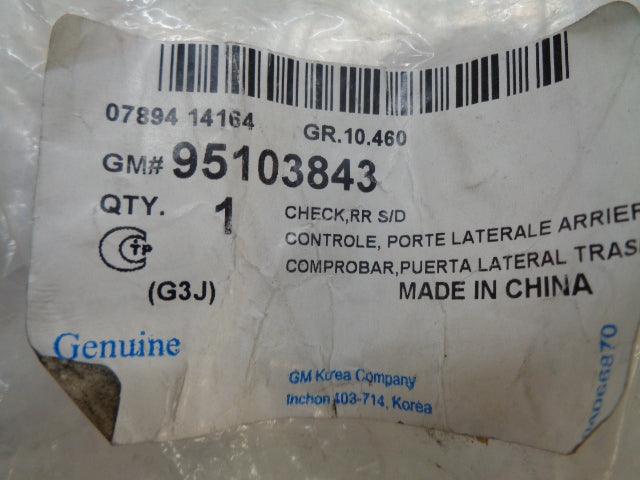 07894 14164
GR.10.460
GM# 95103843
QTY. 1
CHECK,RR S/D
CONTROLE, PORTE LATERALE ARRIER
COMPROBAR,PUERTA LATERAL TRAS
(G3J)
MADE IN CHINA
Genuine
GM Korea Company
Inchon 403-714, Korea